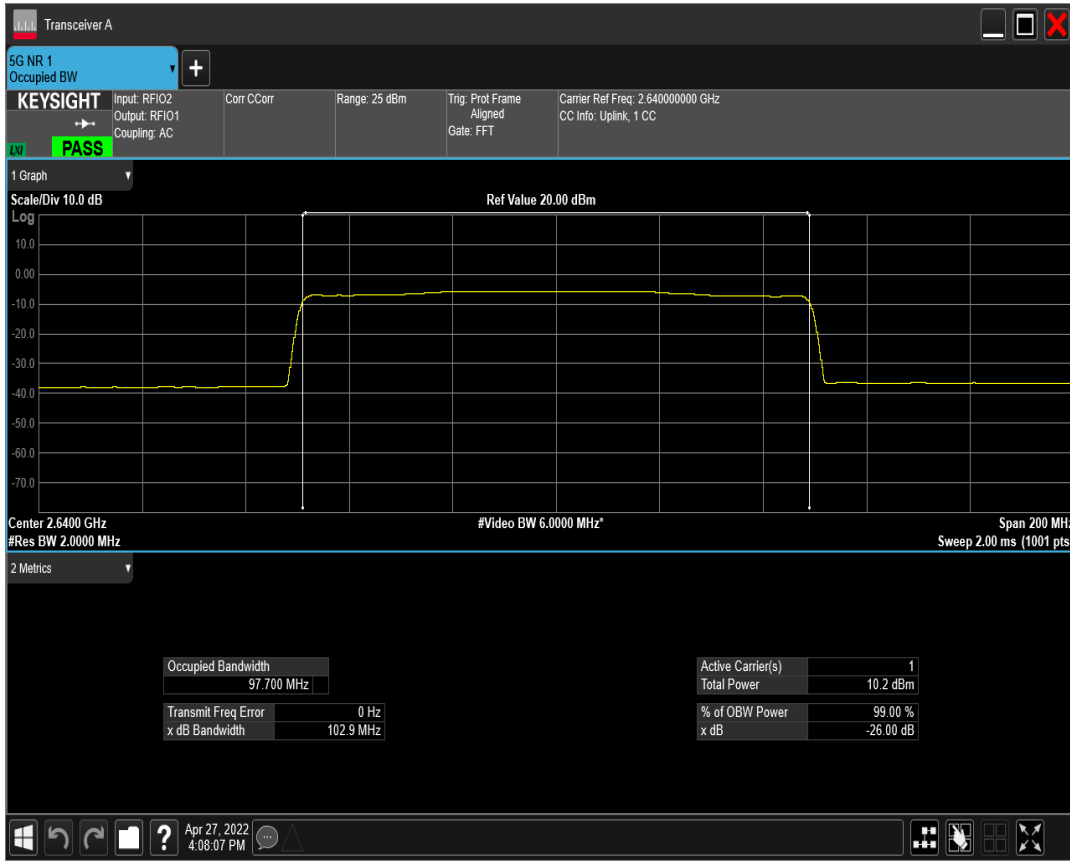 Transceiver A
5G NR 1
Occupied BW
KEYSIGHT
LXI
PASS
Input: RFIO2
Output: RFIO1
Coupling: AC
Corr CCorr
Range: 25 dBm
Trig: Prot Frame
Aligned
Gate: FFT
Carrier Ref Freq: 2.640000000 GHz
CC Info: Uplink, 1 CC
1 Graph
Scale/Div 10.0 dB
Ref Value 20.00 dBm
Log
10.0
0.00
-10.0
-20.0
-30.0
-40.0
-50.0
-60.0
-70.0
Center 2.6400 GHz
#Video BW 6.0000 MHz*
Span 200 MHz
#Res BW 2.0000 MHz
Sweep 2.00 ms (1001 pts
2 Metrics
Occupied Bandwidth
97.700 MHz
Transmit Freq Error 0 Hz
x dB Bandwidth 102.9 MHz
Active Carrier(s) 1
Total Power 10.2 dBm
% of OBW Power 99.00 %
x dB -26.00 dB
?
Apr 27, 2022
4:08:07 PM